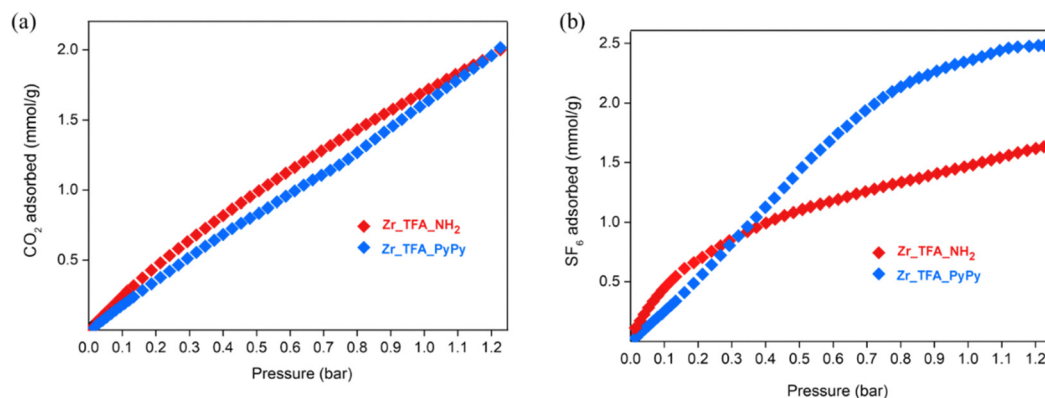 (a)
CO₂ adsorbed (mmol/g)
2.0
1.5
1.0
0.5
Zr_TFA_NH₂
Zr_TFA_PyPy
0.0 0.1 0.2 0.3 0.4 0.5 0.6 0.7 0.8 0.9 1.0 1.1 1.2
Pressure (bar)
(b)
SF₆ adsorbed (mmol/g)
2.5
2.0
1.5
1.0
0.5
Zr_TFA_NH₂
Zr_TFA_PyPy
0.0 0.1 0.2 0.3 0.4 0.5 0.6 0.7 0.8 0.9 1.0 1.1 1.2
Pressure (bar)